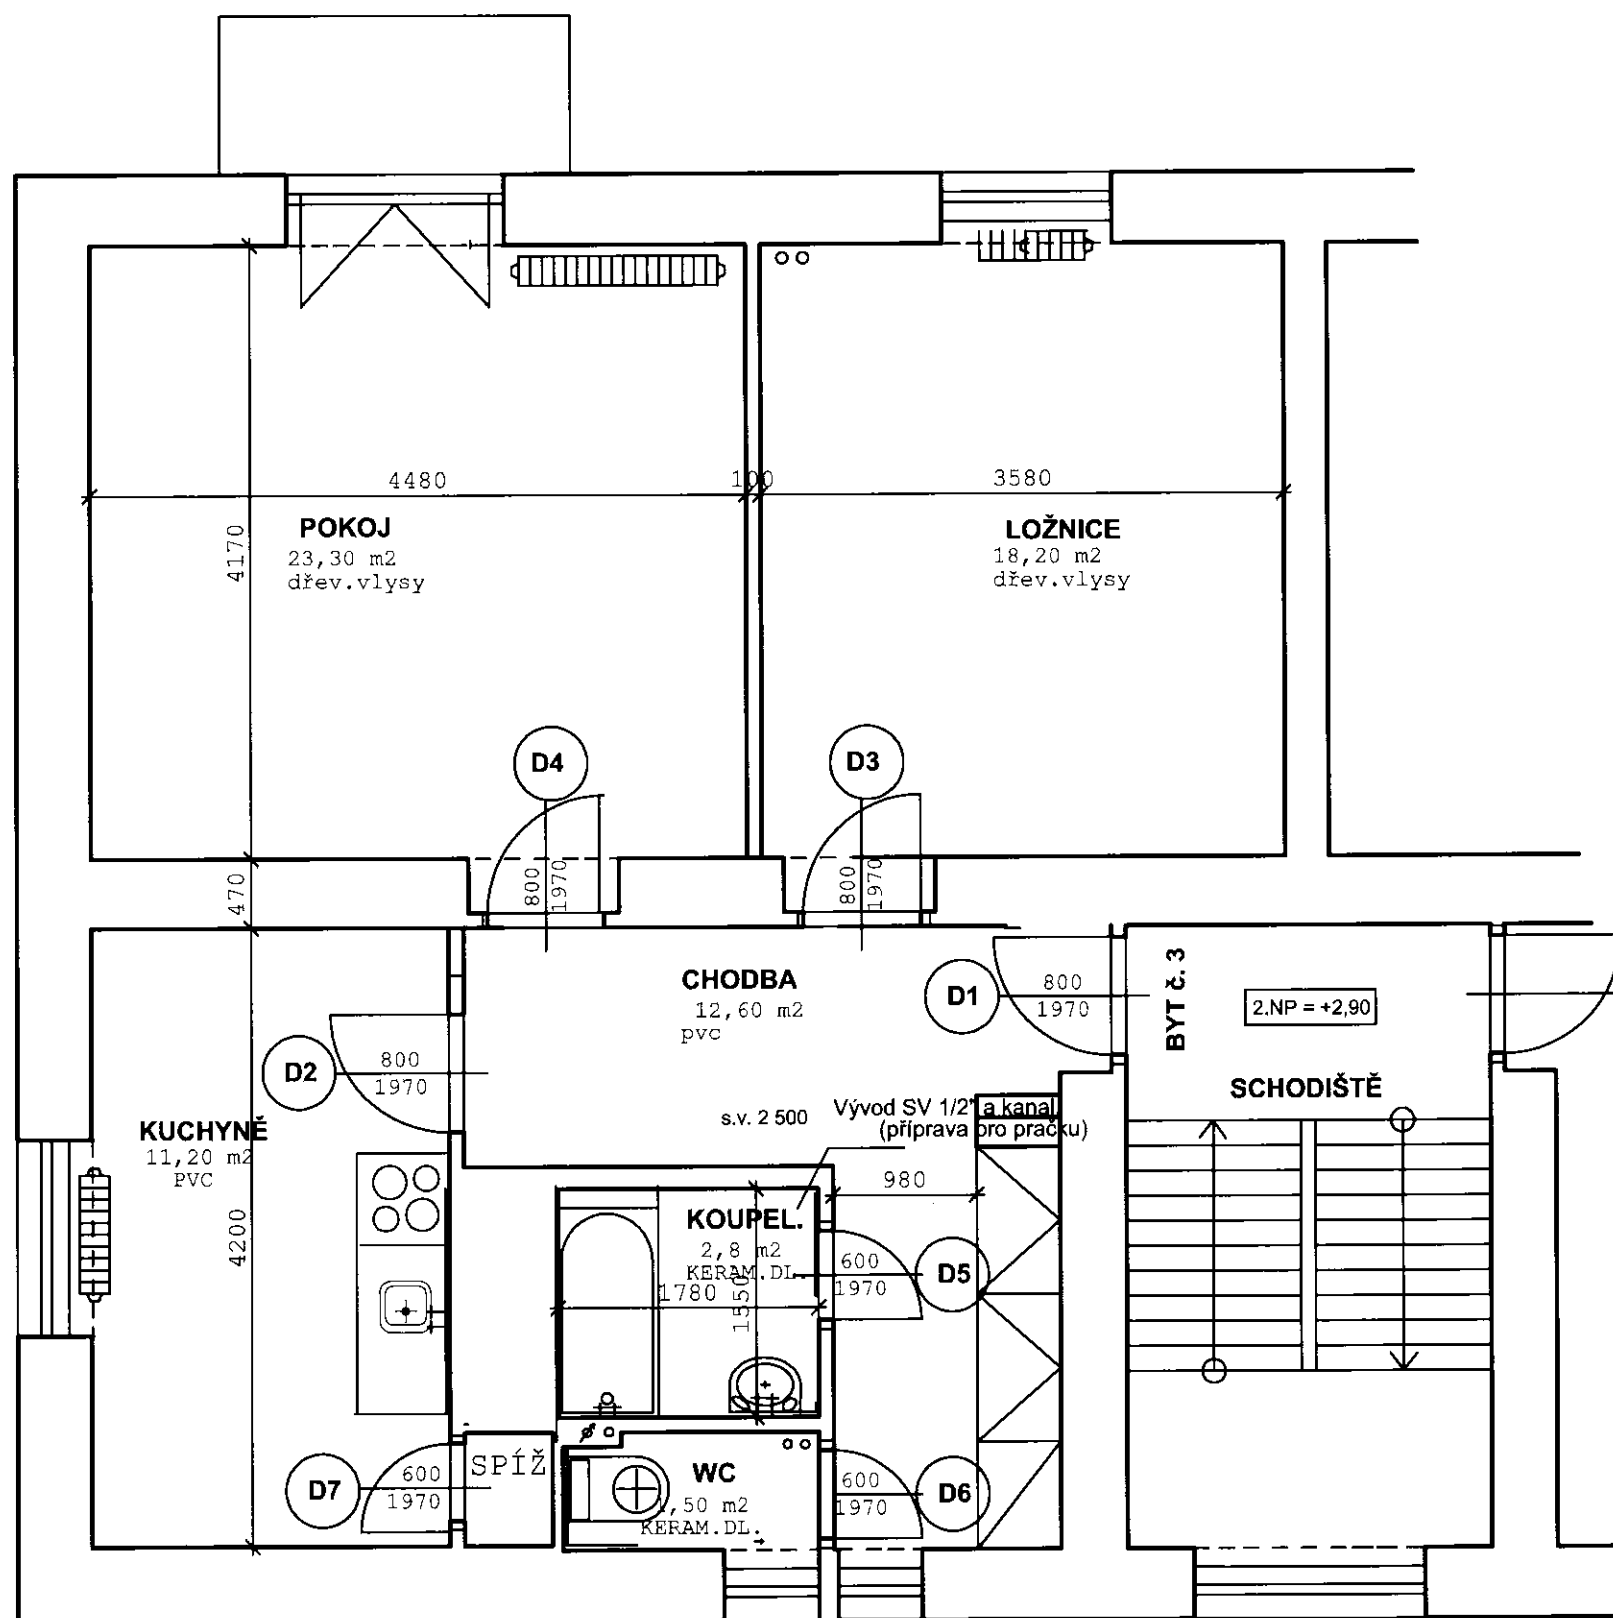 4480
100
3580
POKOJ
23,30 m2
dřev.vlysy
4170
LOŽNICE
18,20 m2
dřev.vlysy
D4
D3
800
1970
800
1970
470
CHODBA
12,60 m2
pvc
D1
800
1970
BYT č. 3
2.NP = +2,90
SCHODIŠTĚ
D2
800
1970
s.v. 2 500
Vývod SV 1/2" a kanal.
(příprava pro pračku)
KUCHYNĚ
11,20 m2
PVC
4200
980
KOUPEL.
2,8 m2
KERAM.DL.
1780
1550
600
1970
D5
SPÍŽ
D7
600
1970
WC
,50 m2
KERAM.DL.
600
1970
D6